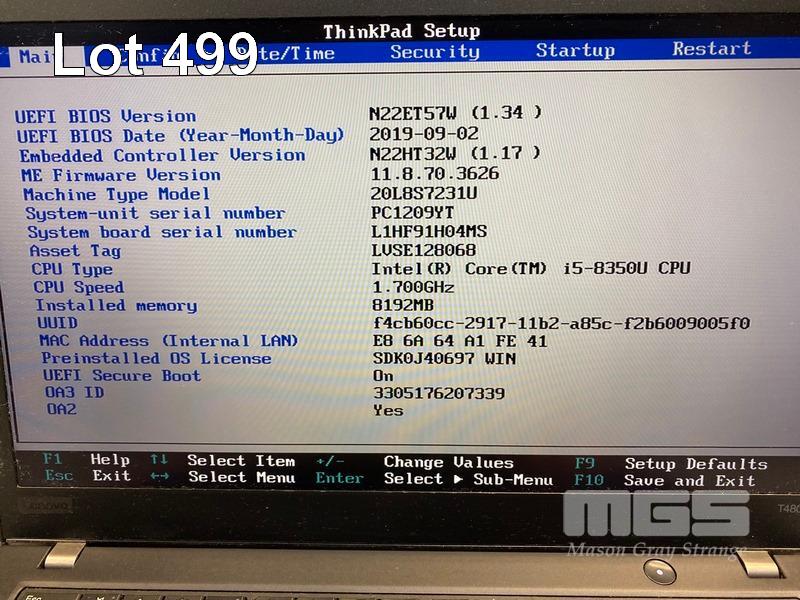 ThinkPad Setup
Main Date/Time Security Startup Restart
Lot 499
UEFI BIOS Version N22ET57W (1.34 )
UEFI BIOS Date (Year-Month-Day) 2019-09-02
Embedded Controller Version N22HT32W (1.17 )
ME Firmware Version 11.8.70.3626
Machine Type Model 20L8S7231U
System-unit serial number PC1209YT
System board serial number L1HF91H04MS
Asset Tag LVSE128068
CPU Type Intel(R) Core(TM) i5-8350U CPU
CPU Speed 1.700GHz
Installed memory 8192MB
UUID f4cb60cc-2917-11b2-a85c-f2b6009005f0
MAC Address (Internal LAN) E8 6A 64 A1 FE 41
Preinstalled OS License SDK0J40697 WIN
UEFI Secure Boot On
OA3 ID 3305176207339
OA2 Yes
F1 Help ↑↓ Select Item +/- Change Values F9 Setup Defaults
Esc Exit ←→ Select Menu Enter Select ▶ Sub-Menu F10 Save and Exit
Lenovo
MGS
Mason Gray Strange
Esc